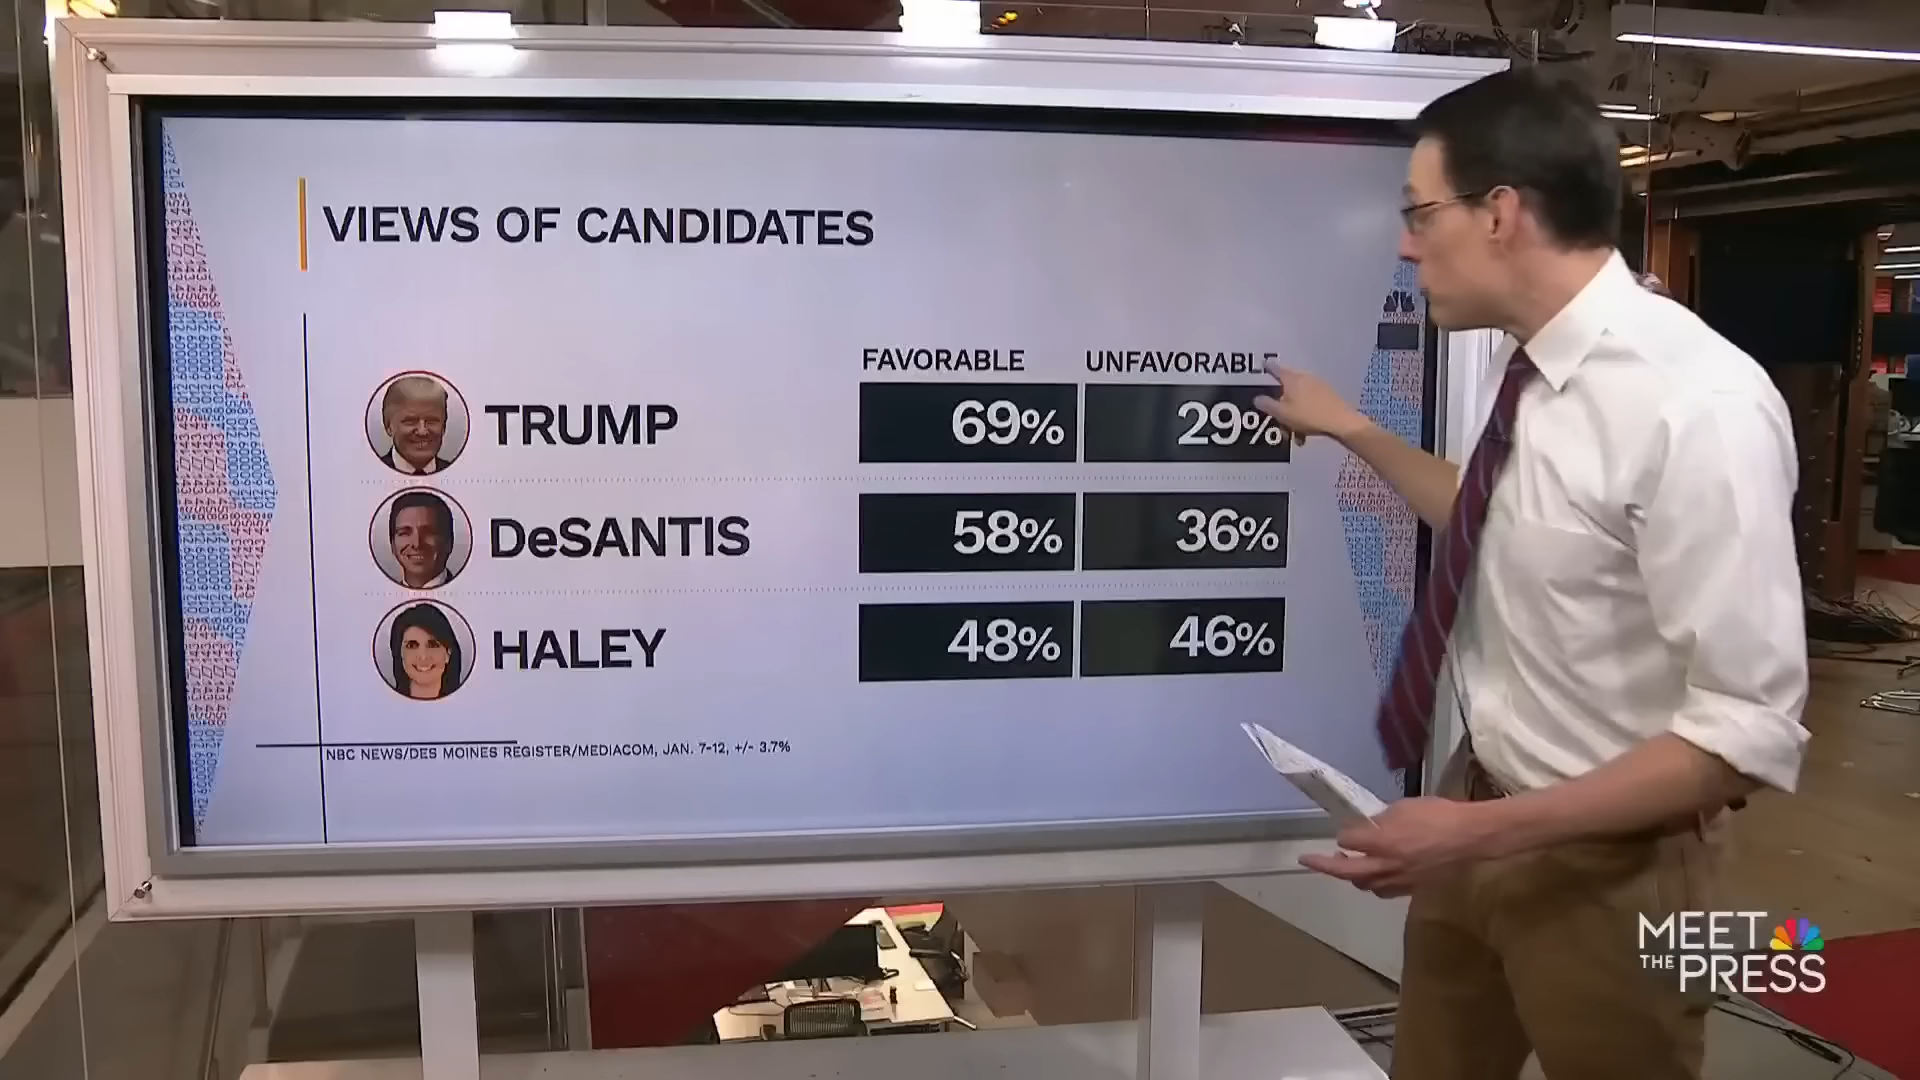 VIEWS OF CANDIDATES
FAVORABLE UNFAVORABLE
TRUMP 69% 29%
DeSANTIS 58% 36%
HALEY 48% 46%
NBC NEWS/DES MOINES REGISTER/MEDIACOM, JAN. 7-12, +/- 3.7%
MEET
THE PRESS